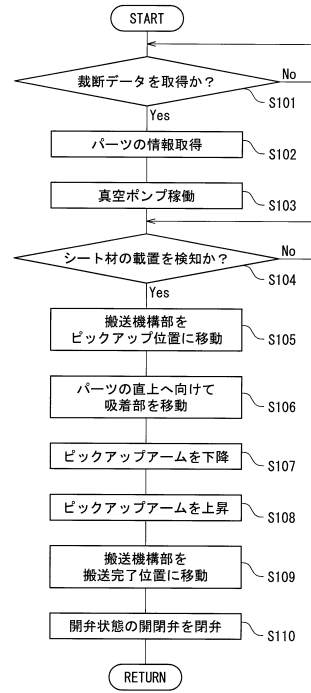 START
裁断データを取得か?
No
S101
Yes
パーツの情報取得
S102
真空ポンプ稼働
S103
シート材の載置を検知か?
No
S104
Yes
搬送機構部を
ピックアップ位置に移動
S105
パーツの直上へ向けて
吸着部を移動
S106
ピックアップアームを下降
S107
ピックアップアームを上昇
S108
搬送機構部を
搬送完了位置に移動
S109
開弁状態の開閉弁を閉弁
S110
RETURN